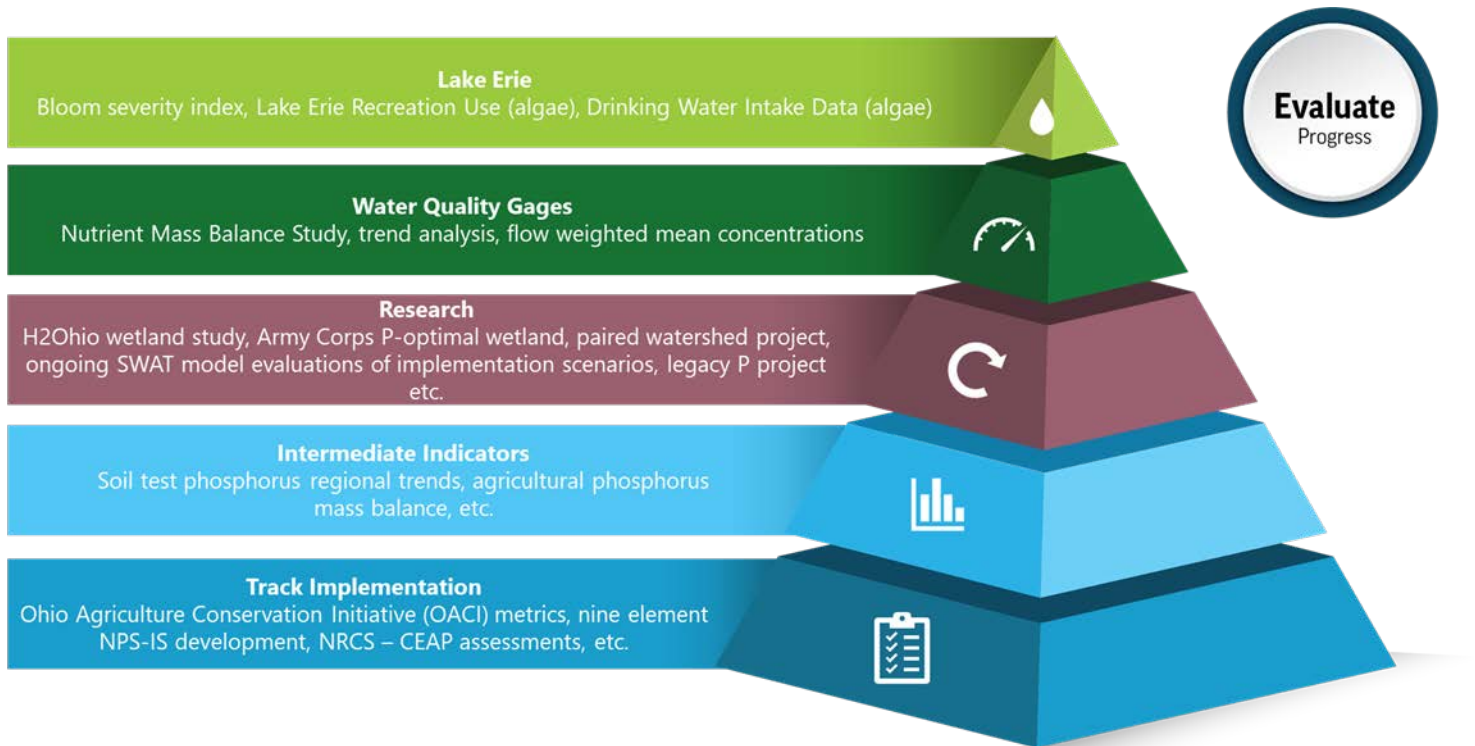 Lake Erie
Bloom severity index, Lake Erie Recreation Use (algae), Drinking Water Intake Data (algae)
Evaluate
Progress
Water Quality Gages
Nutrient Mass Balance Study, trend analysis, flow weighted mean concentrations
Research
H2Ohio wetland study, Army Corps P-optimal wetland, paired watershed project,
ongoing SWAT model evaluations of implementation scenarios, legacy P project
etc.
Intermediate Indicators
Soil test phosphorus regional trends, agricultural phosphorus
mass balance, etc.
Track Implementation
Ohio Agriculture Conservation Initiative (OACI) metrics, nine element
NPS-IS development, NRCS – CEAP assessments, etc.